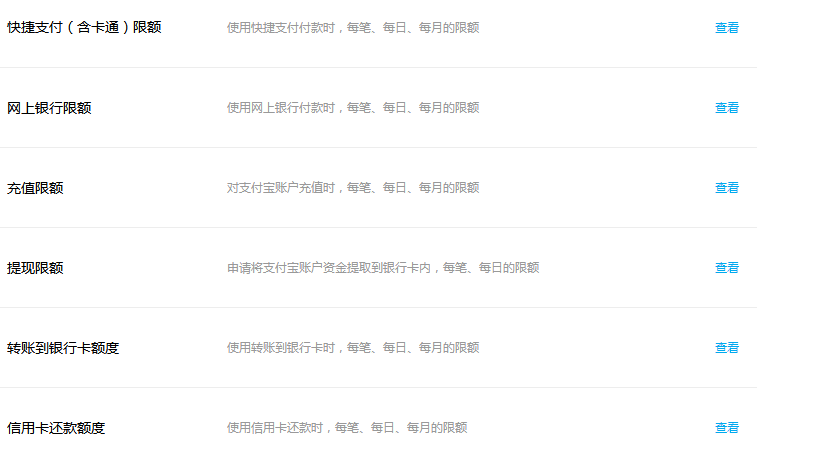 快捷支付（含卡通）限额 使用快捷支付付款时，每笔、每日、每月的限额 查看
网上银行限额 使用网上银行付款时，每笔、每日、每月的限额 查看
充值限额 对支付宝账户充值时，每笔、每日、每月的限额 查看
提现限额 申请将支付宝账户资金提取到银行卡内，每笔、每日的限额 查看
转账到银行卡额度 使用转账到银行卡时，每笔、每日、每月的限额 查看
信用卡还款额度 使用信用卡还款时，每笔、每日、每月的限额 查看